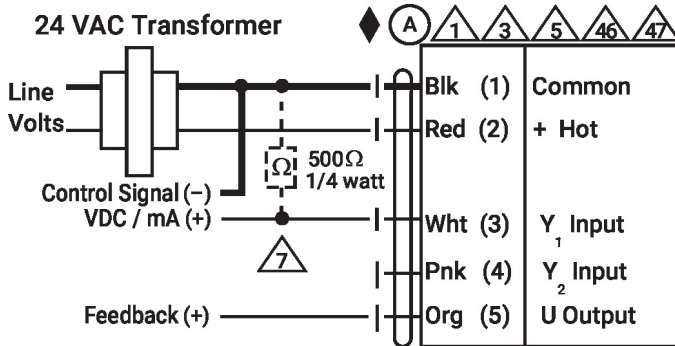 24 VAC Transformer
A 1 3 5 46 47
Line
Volts
Blk (1) Common
Red (2) + Hot
Ω 500Ω
1/4 watt
Control Signal (−)
VDC / mA (+)
7
Wht (3) Y1 Input
Pnk (4) Y2 Input
Feedback (+)
Org (5) U Output